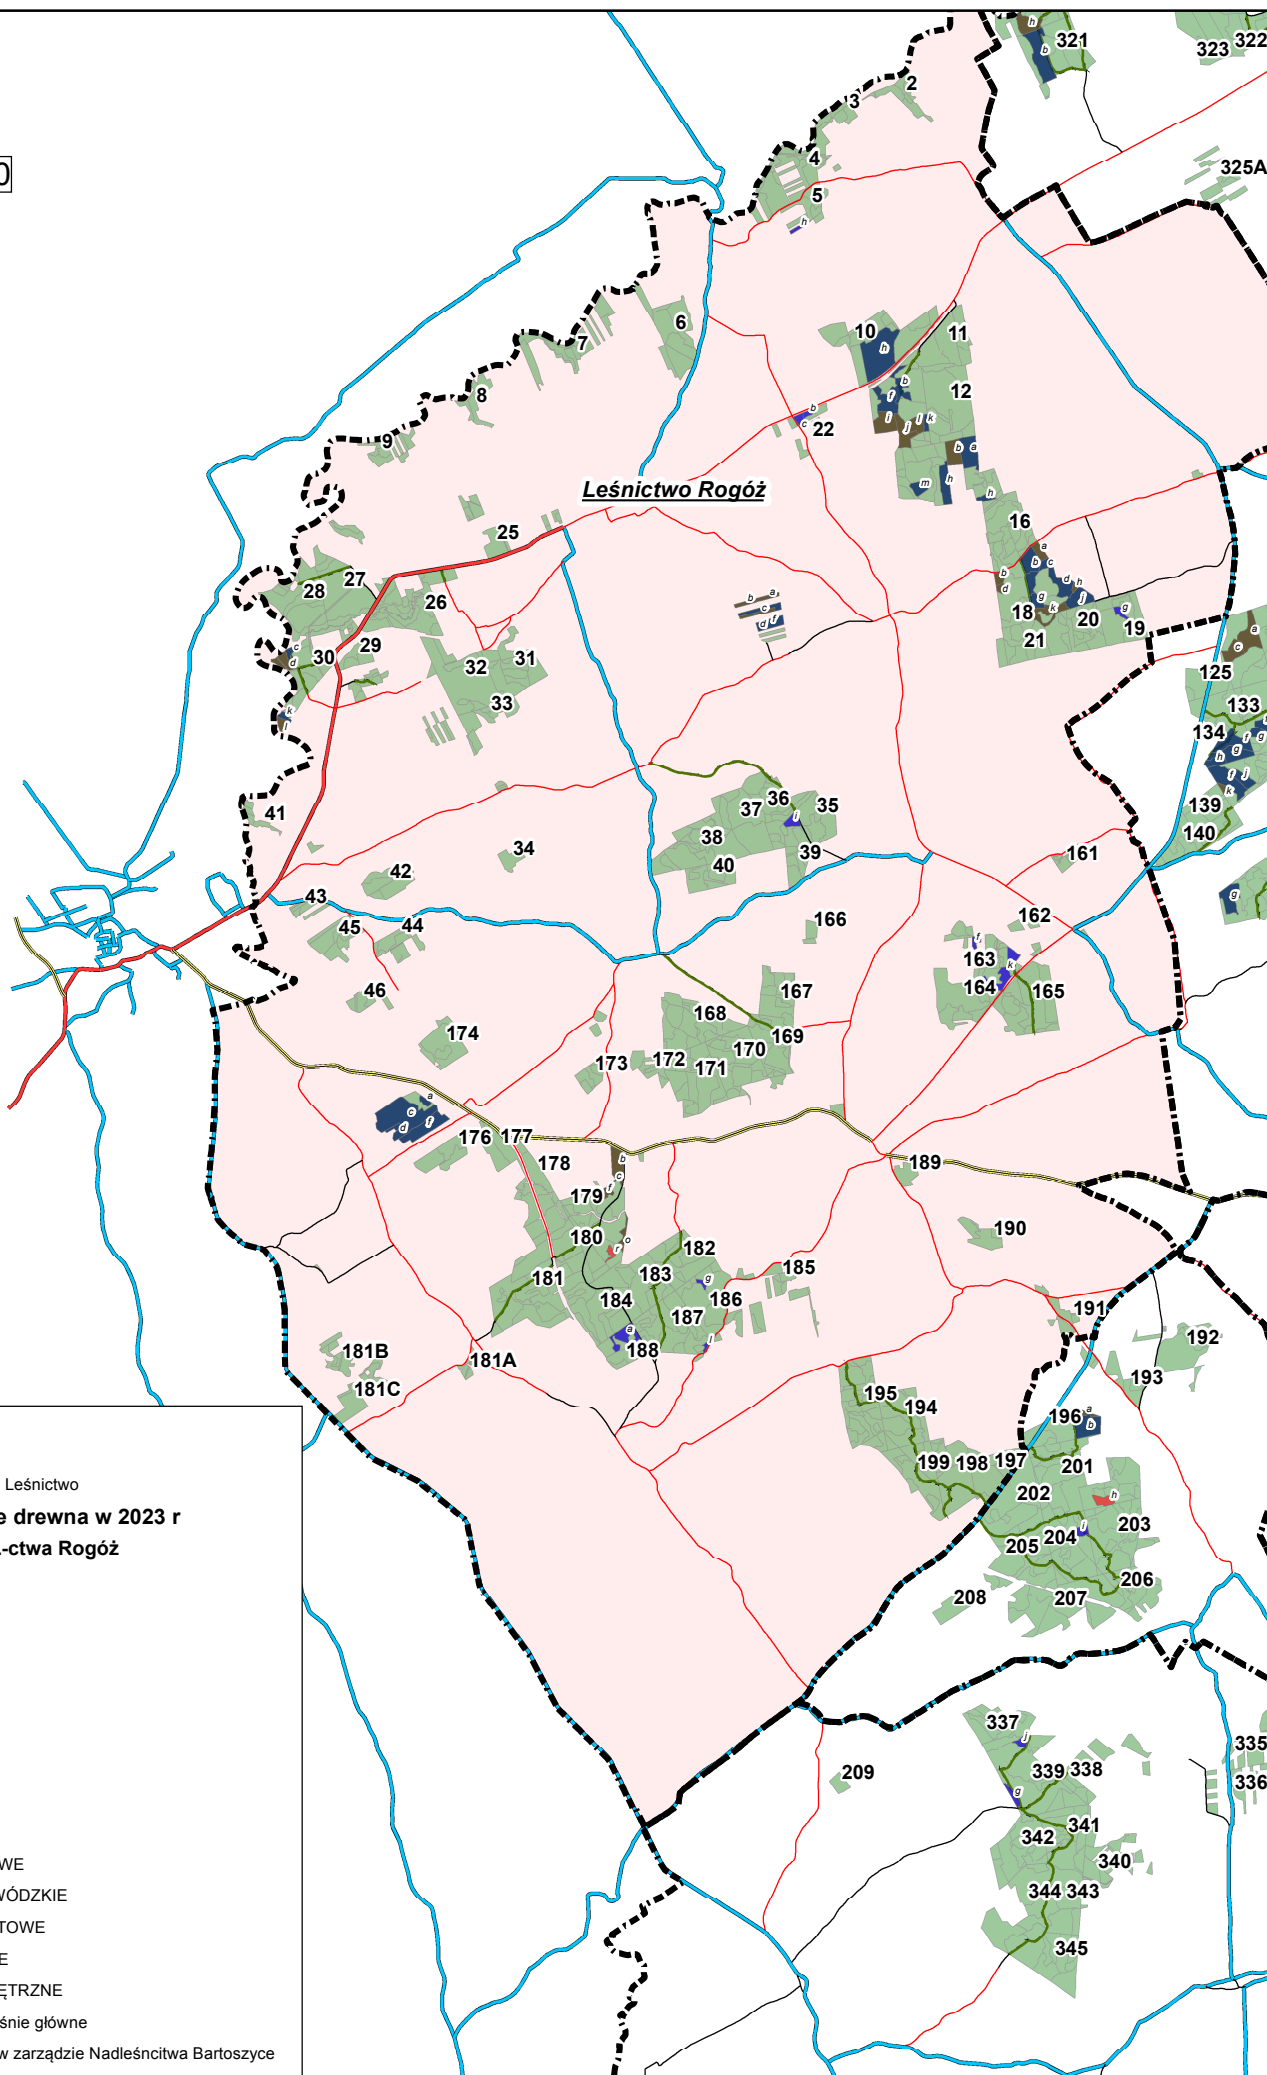 h
321
b
323 322
2
3
0
4
325A
5
h
6
10
h
11
7
b
8
f
12
b
c 22
i
j
l
k
9
b
a
m
h
Leśnictwo Rogóż
h
16
25
27
28
26
a
b
c
b
d
d
h
g
j
18
k
20
g
19
21
b
a
c
d
f
29
c
30
d
32
31
33
k
l
a
c
125
133
134
f
g
h
g
f
j
k
139
140
41
36
37
35
i
38
39
40
34
42
161
43
45
44
166
162
g
f
163
k
164
165
46
167
168
169
174
170
173
172
171
a
c
d
f
176
177
178
b
c
f
179
189
190
180
o
r
182
181
183
g
185
186
184
187
a
188
l
191
192
181B
181A
181C
193
195
194
196
a
b
199
198
197
201
202
h
203
204
i
205
206
207
208
Leśnictwo
e drewna w 2023 r
-ctwa Rogóż
337
j
339
338
335
336
g
209
341
342
340
344
343
345
WE
WÓDZKIE
TOWE
E
ĘTRZNE
śnie główne
w zarządzie Nadleśncitwa Bartoszyce